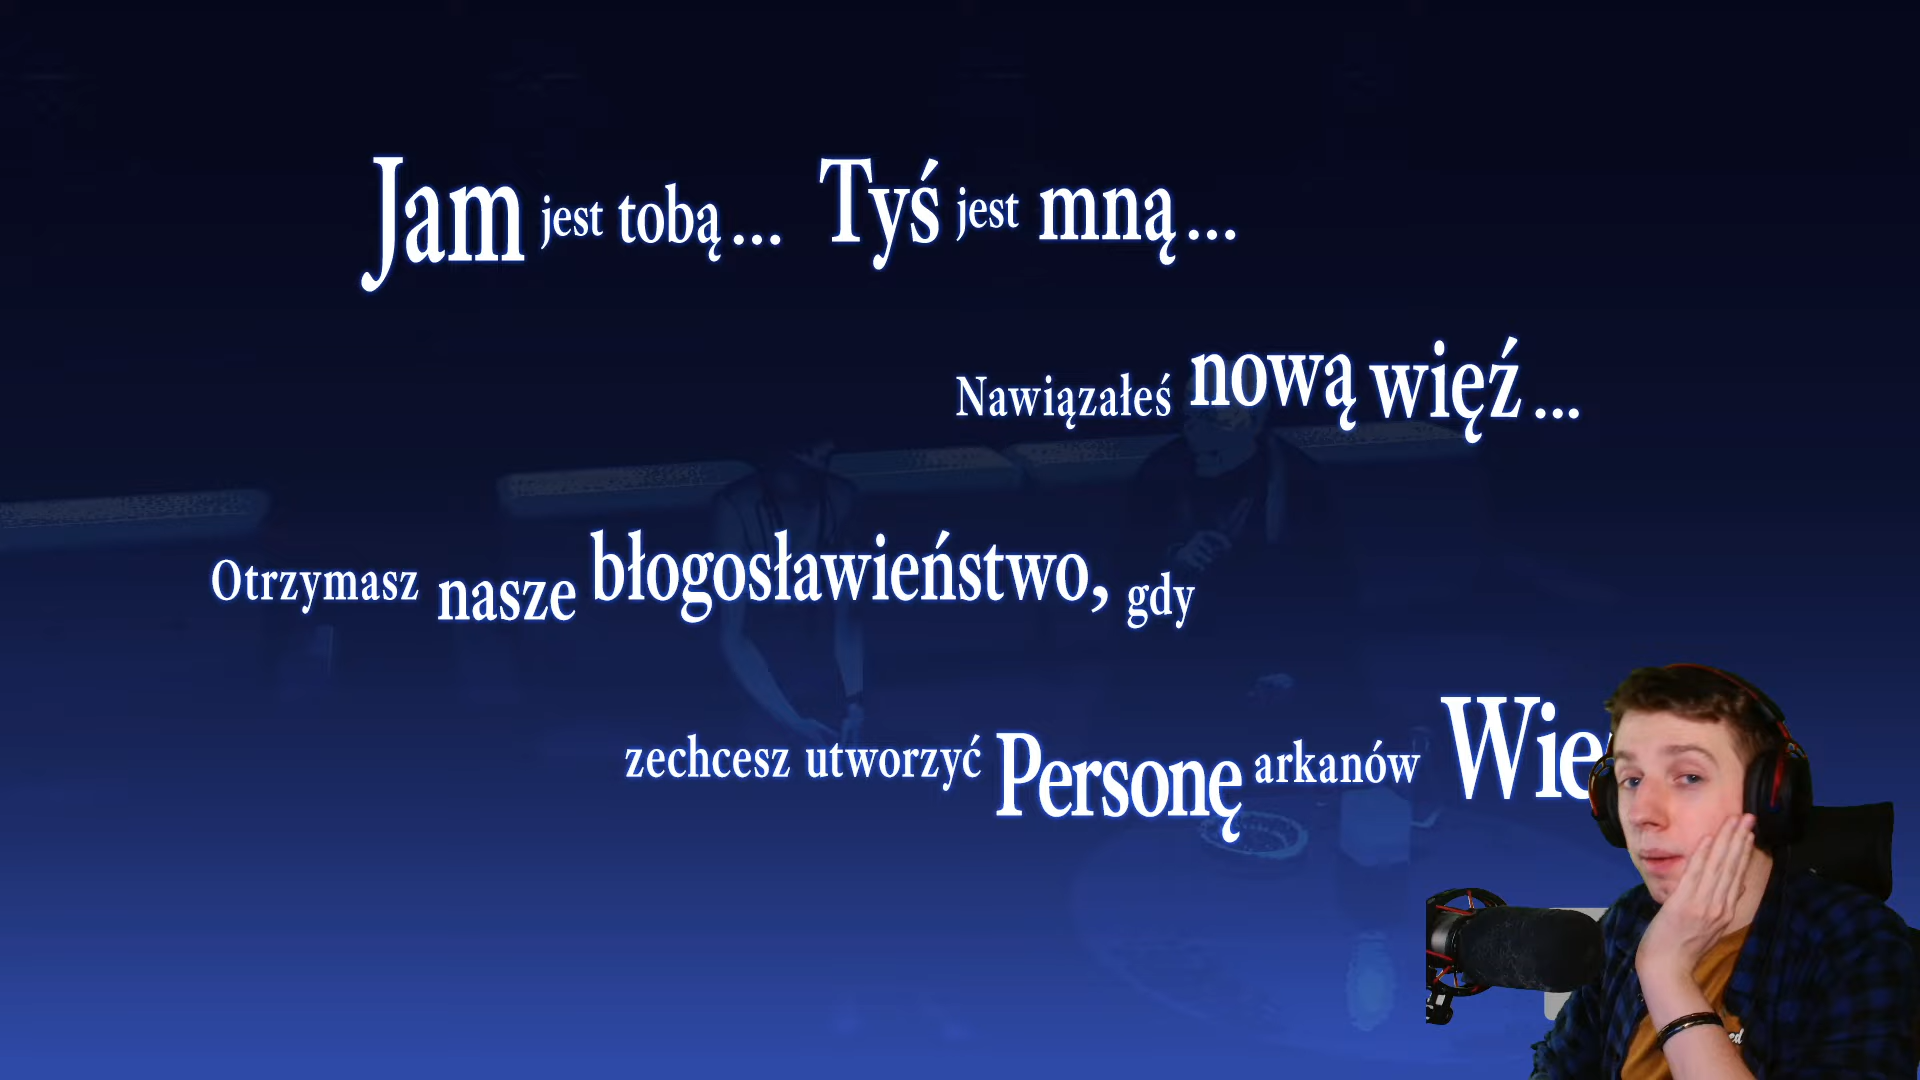 Jam jest tobą... Tyś jest mną...
Nawiązałeś nową więź...
Otrzymasz nasze błogosławieństwo, gdy
zechcesz utworzyć Personę arkanów